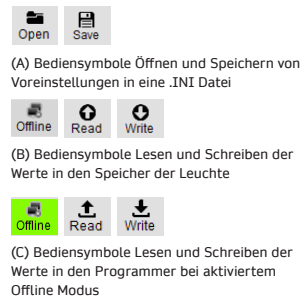 Open Save
(A) Bediensymbole Öffnen und Speichern von
Voreinstellungen in eine .INI Datei
Offline Read Write
(B) Bediensymbole Lesen und Schreiben der
Werte in den Speicher der Leuchte
Offline Read Write
(C) Bediensymbole Lesen und Schreiben der
Werte in den Programmer bei aktiviertem
Offline Modus